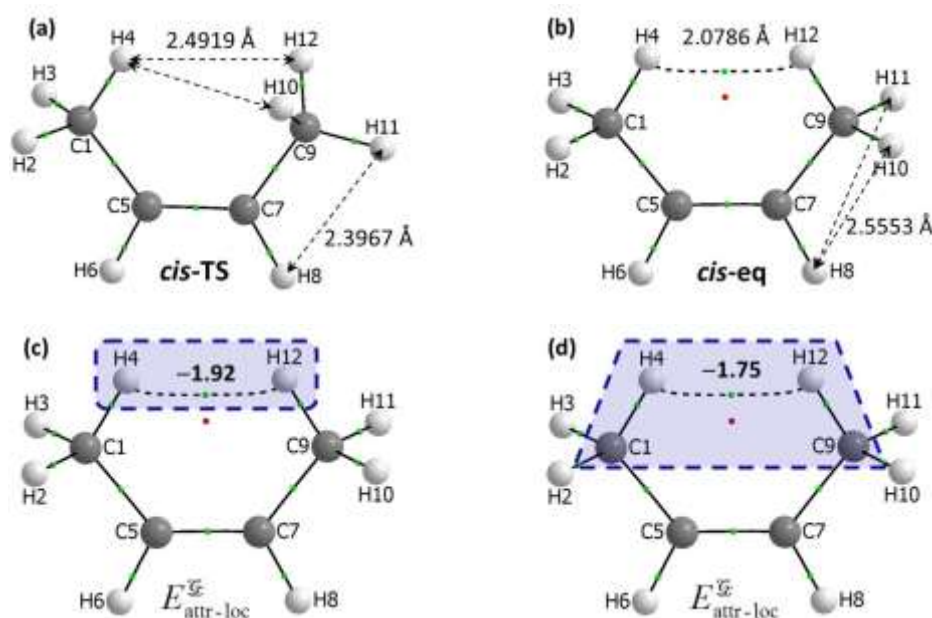 (a)
H4
2.4919 Å
H12
H3
H10
C1
H2
C9
H11
C5
C7
2.3967 Å
H6
cis-TS
H8
(b)
H4
2.0786 Å
H12
H3
H11
C1
C9
H2
H10
C5
C7
2.5553 Å
H6
cis-eq
H8
(c)
H4
−1.92
H12
H3
H11
C1
C9
H2
H10
C5
C7
H6
H8
E attr-loc
(d)
H4
−1.75
H12
H3
H11
C1
C9
H2
H10
C5
C7
H6
H8
E attr-loc